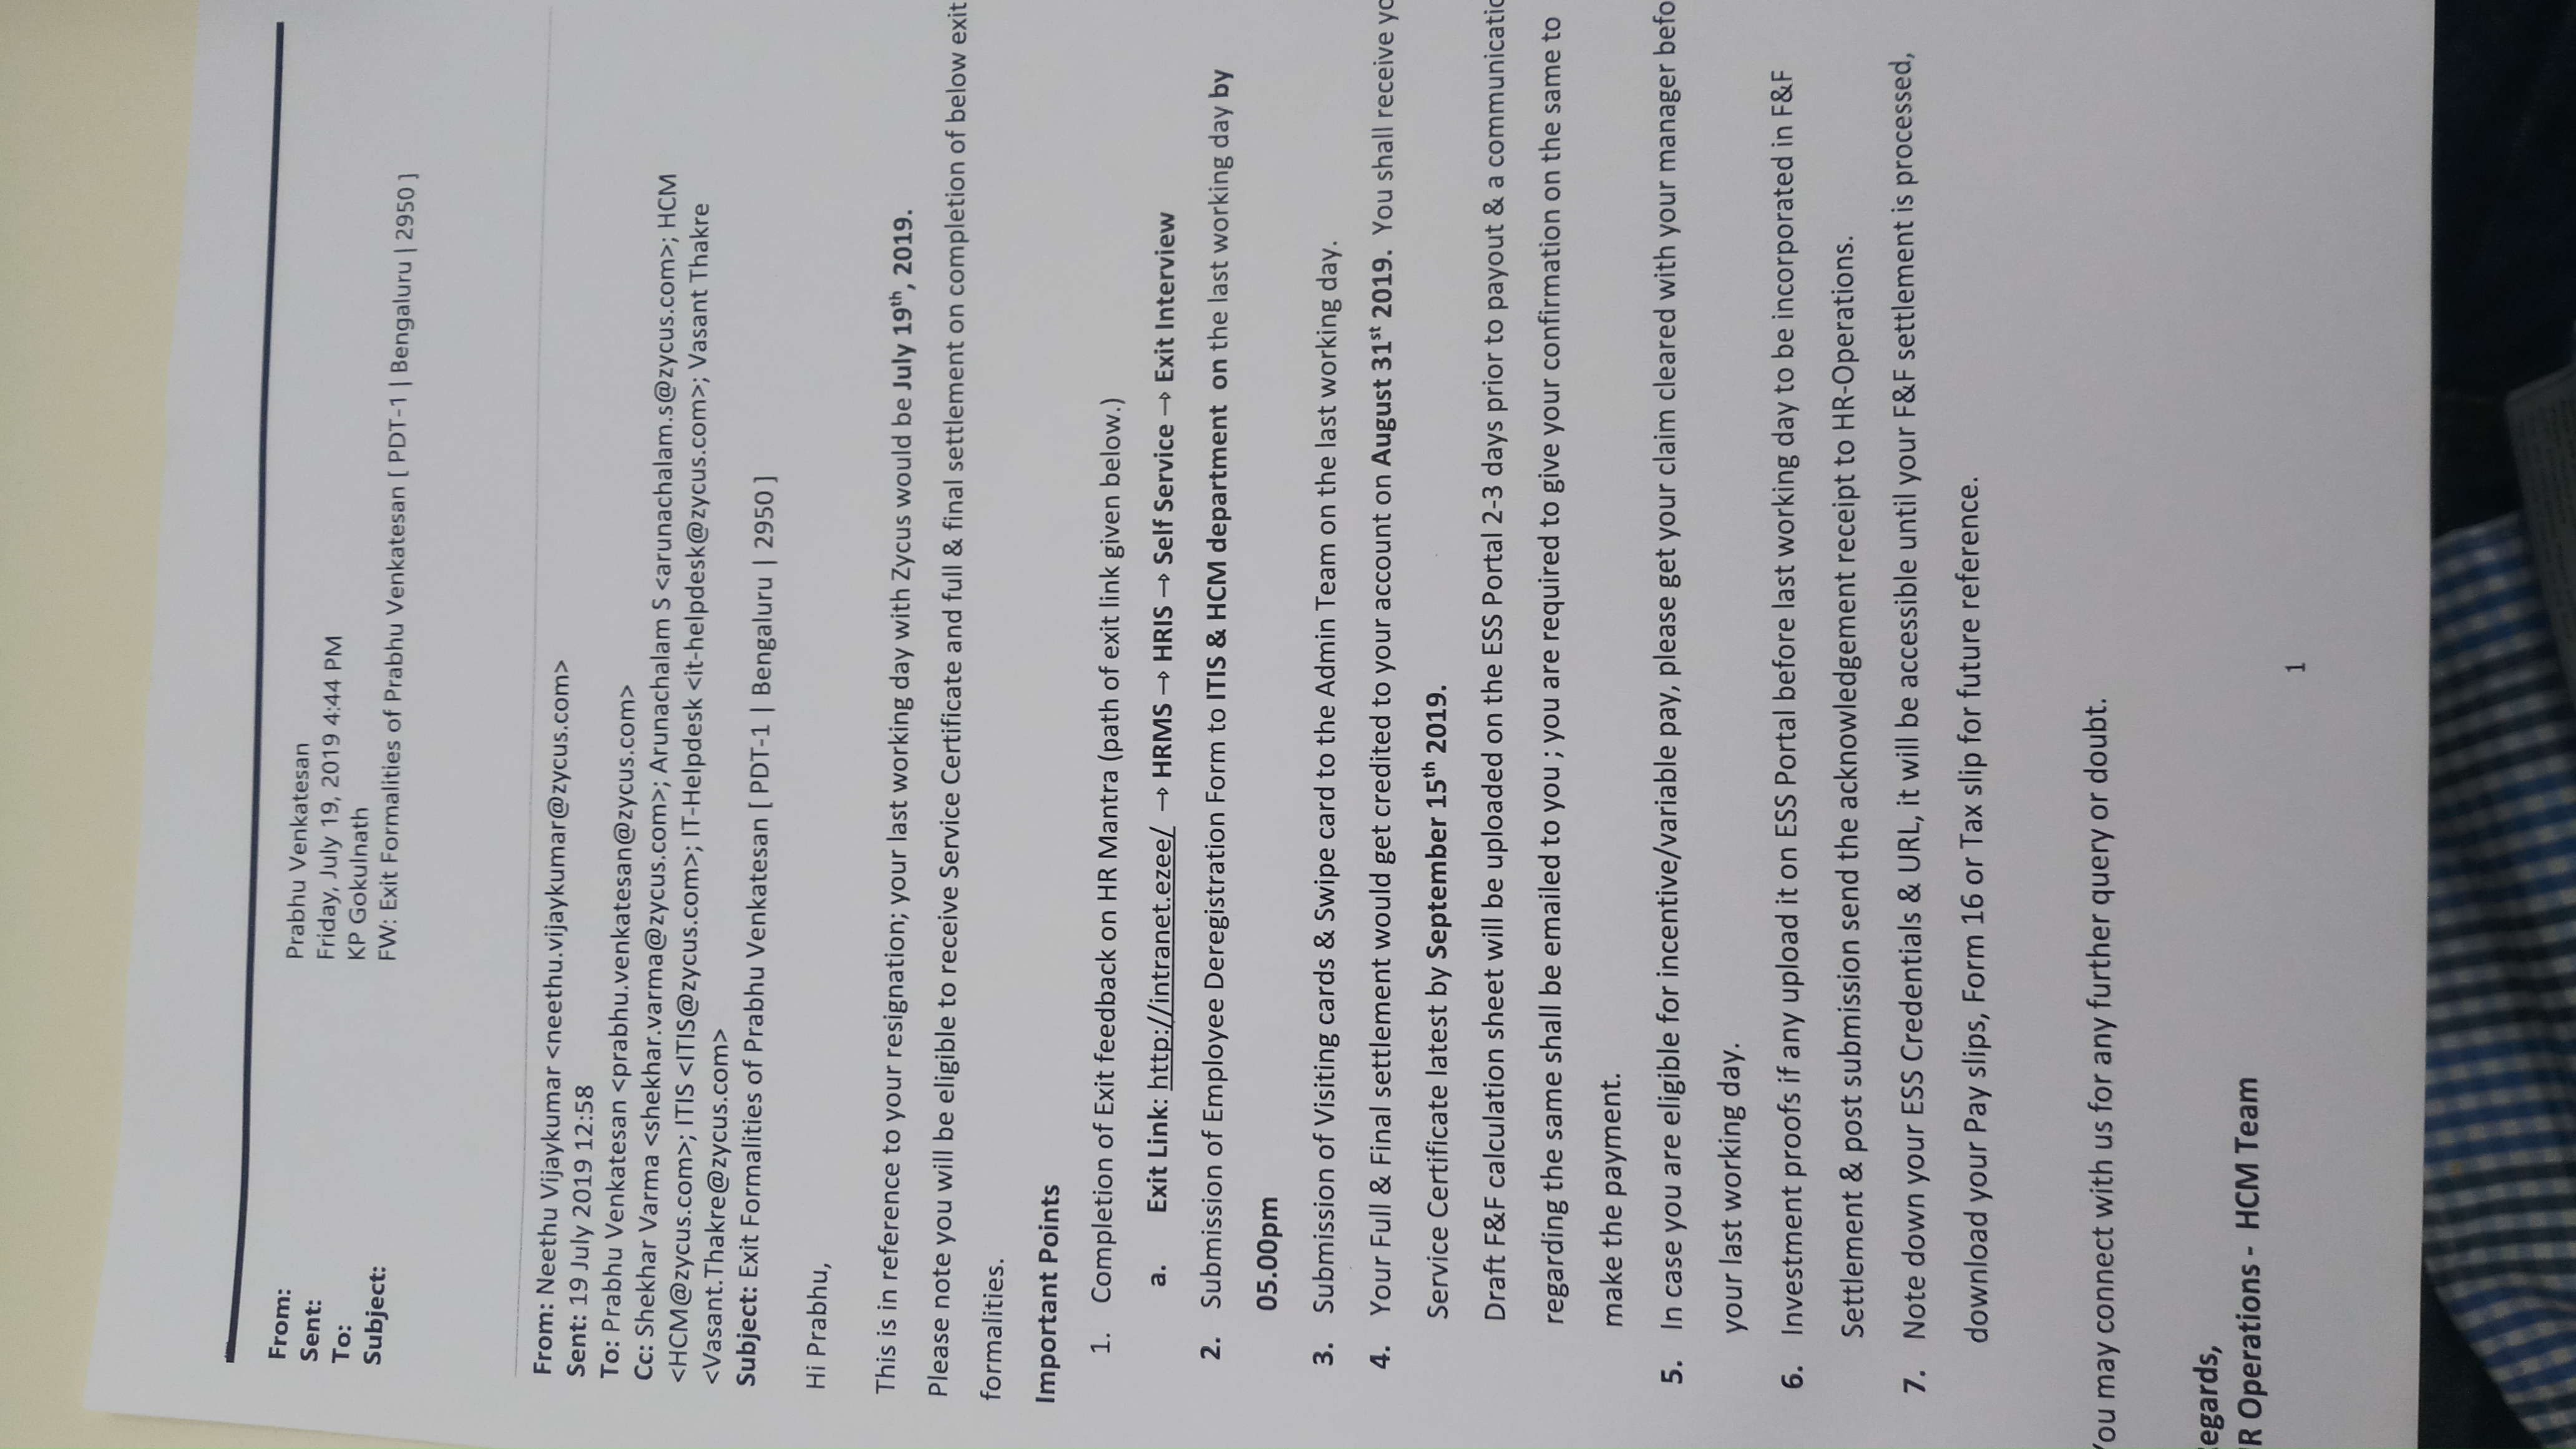 From: Prabhu Venkatesan
Sent: Friday, July 19, 2019 4:44 PM
To: KP Gokulnath
Subject: FW: Exit Formalities of Prabhu Venkatesan [ PDT-1 | Bengaluru | 2950 ]
From: Neethu Vijaykumar <neethu.vijaykumar@zycus.com>
Sent: 19 July 2019 12:58
To: Prabhu Venkatesan <prabhu.venkatesan@zycus.com>
Cc: Shekhar Varma <shekhar.varma@zycus.com>; Arunachalam S <arunachalam.s@zycus.com>; HCM
<HCM@zycus.com>; ITIS <ITIS@zycus.com>; IT-Helpdesk <it-helpdesk@zycus.com>; Vasant Thakre
<Vasant.Thakre@zycus.com>
Subject: Exit Formalities of Prabhu Venkatesan [ PDT-1 | Bengaluru | 2950 ]
Hi Prabhu,
This is in reference to your resignation; your last working day with Zycus would be July 19th, 2019.
Please note you will be eligible to receive Service Certificate and full & final settlement on completion of below exit
formalities.
Important Points
1. Completion of Exit feedback on HR Mantra (path of exit link given below.)
a. Exit Link: http://intranet.ezee/ → HRMS → HRIS → Self Service → Exit Interview
2. Submission of Employee Deregistration Form to ITIS & HCM department on the last working day by
05.00pm
3. Submission of Visiting cards & Swipe card to the Admin Team on the last working day.
4. Your Full & Final settlement would get credited to your account on August 31st 2019. You shall receive yo
Service Certificate latest by September 15th 2019.
Draft F&F calculation sheet will be uploaded on the ESS Portal 2-3 days prior to payout & a communicatio
regarding the same shall be emailed to you ; you are required to give your confirmation on the same to
make the payment.
5. In case you are eligible for incentive/variable pay, please get your claim cleared with your manager befo
your last working day.
6. Investment proofs if any upload it on ESS Portal before last working day to be incorporated in F&F
Settlement & post submission send the acknowledgement receipt to HR-Operations.
7. Note down your ESS Credentials & URL, it will be accessible until your F&F settlement is processed,
download your Pay slips, Form 16 or Tax slip for future reference.
You may connect with us for any further query or doubt.
egards,
R Operations - HCM Team
1